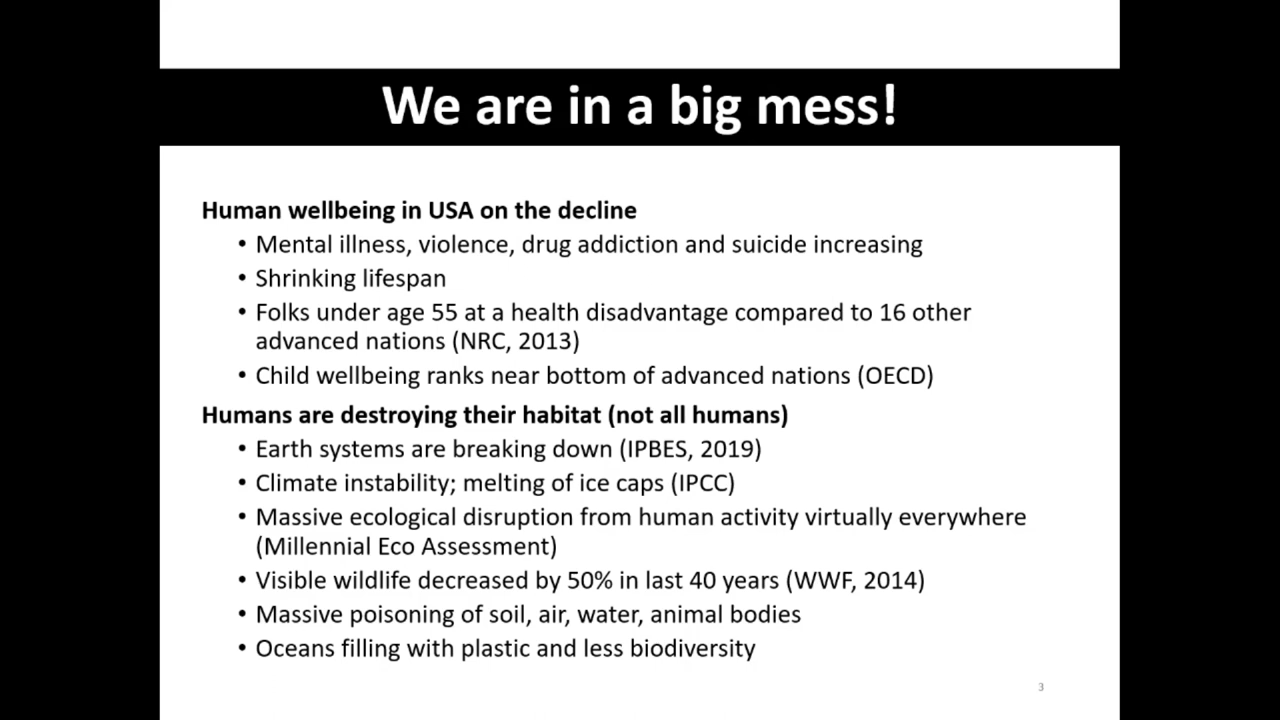 We are in a big mess!
Human wellbeing in USA on the decline
• Mental illness, violence, drug addiction and suicide increasing
• Shrinking lifespan
• Folks under age 55 at a health disadvantage compared to 16 other
advanced nations (NRC, 2013)
• Child wellbeing ranks near bottom of advanced nations (OECD)
Humans are destroying their habitat (not all humans)
• Earth systems are breaking down (IPBES, 2019)
• Climate instability; melting of ice caps (IPCC)
• Massive ecological disruption from human activity virtually everywhere
(Millennial Eco Assessment)
• Visible wildlife decreased by 50% in last 40 years (WWF, 2014)
• Massive poisoning of soil, air, water, animal bodies
• Oceans filling with plastic and less biodiversity
3